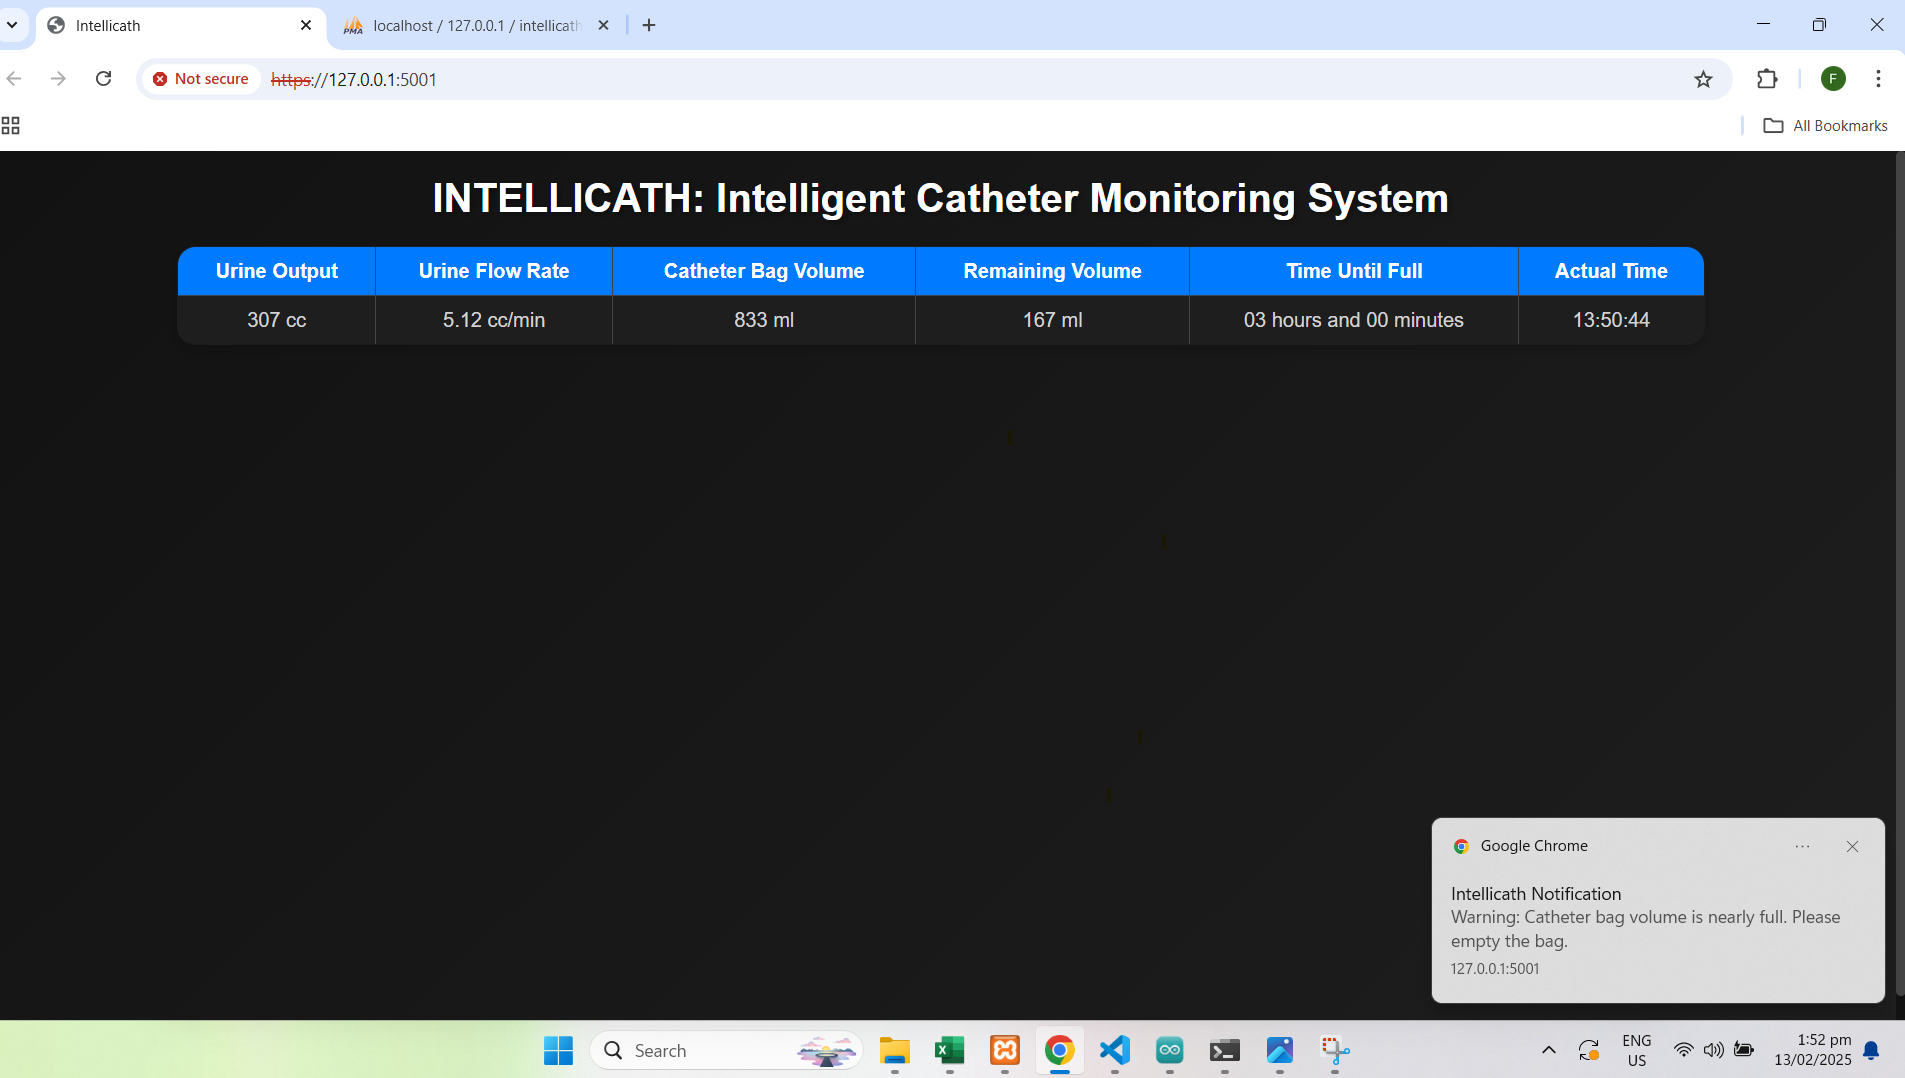 Intellicath
PMA
localhost / 127.0.0.1 / intellicath
Not secure
https://127.0.0.1:5001
F
All Bookmarks
INTELLICATH: Intelligent Catheter Monitoring System
Urine Output Urine Flow Rate Catheter Bag Volume Remaining Volume Time Until Full Actual Time
307 cc 5.12 cc/min 833 ml 167 ml 03 hours and 00 minutes 13:50:44
Google Chrome
Intellicath Notification
Warning: Catheter bag volume is nearly full. Please
empty the bag.
127.0.0.1:5001
Search
ENG
US
1:52 pm
13/02/2025